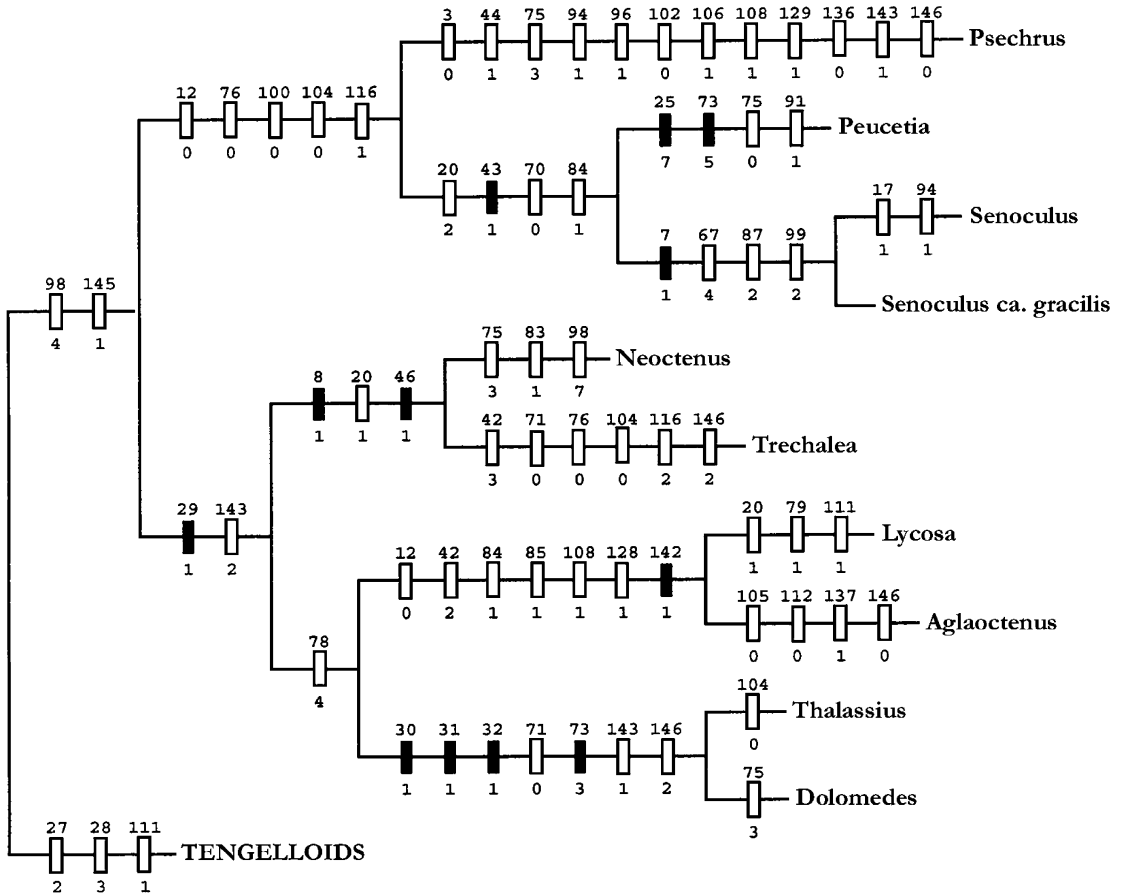 3 44 75 94 96 102 106 108 129 136 143 146
Psechrus
0 1 3 1 1 0 1 1 1 0 1 0
12 76 100 104 116
0 0 0 0 1
25 73 75 91
Peucetia
7 5 0 1
20 43 70 84
2 1 0 1
17 94
Senoculus
1 1
7 67 87 99
1 4 2 2
Senoculus ca. gracilis
98 145
4 1
75 83 98
Neoctenus
3 1 7
8 20 46
1 1 1
42 71 76 104 116 146
Trechalea
3 0 0 0 2 2
29 143
1 2
20 79 111
Lycosa
1 1 1
12 42 84 85 108 128 142
0 2 1 1 1 1 1
105 112 137 146
Aglaoctenus
0 0 1 0
78
4
104
Thalassius
0
30 31 32 71 73 143 146
1 1 1 0 3 1 2
75
Dolomedes
3
27 28 111
TENGELLOIDS
2 3 1